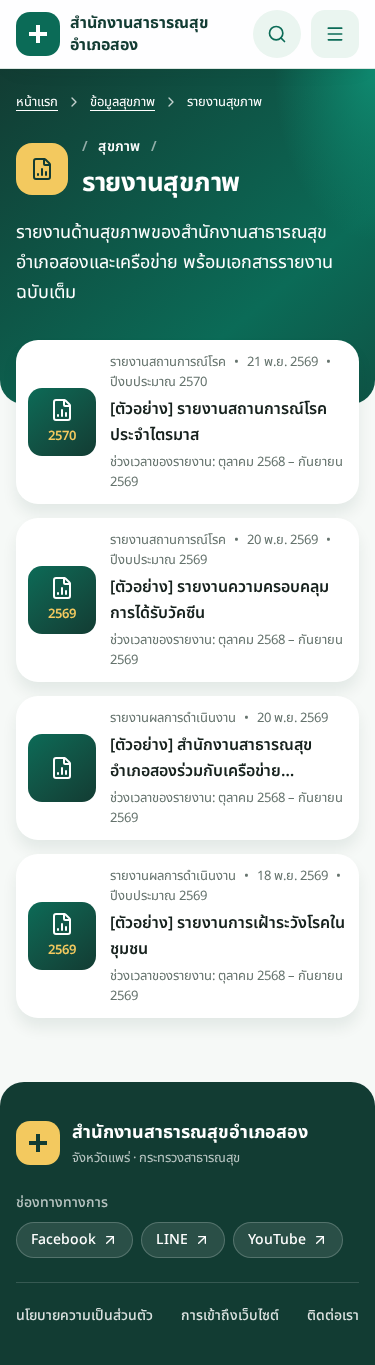 สำนักงานสาธารณสุข
อำเภอสอง
หน้าแรก > ข้อมูลสุขภาพ > รายงานสุขภาพ
/ สุขภาพ /
รายงานสุขภาพ
รายงานด้านสุขภาพของสำนักงานสาธารณสุข
อำเภอสองและเครือข่าย พร้อมเอกสารรายงาน
ฉบับเต็ม
รายงานสถานการณ์โรค • 21 พ.ย. 2569 •
ปีงบประมาณ 2570
2570
[ตัวอย่าง] รายงานสถานการณ์โรค
ประจำไตรมาส
ช่วงเวลาของรายงาน: ตุลาคม 2568 – กันยายน
2569
รายงานสถานการณ์โรค • 20 พ.ย. 2569 •
ปีงบประมาณ 2569
2569
[ตัวอย่าง] รายงานความครอบคลุม
การได้รับวัคซีน
ช่วงเวลาของรายงาน: ตุลาคม 2568 – กันยายน
2569
รายงานผลการดำเนินงาน • 20 พ.ย. 2569
[ตัวอย่าง] สำนักงานสาธารณสุข
อำเภอสองร่วมกับเครือข่าย...
ช่วงเวลาของรายงาน: ตุลาคม 2568 – กันยายน
2569
รายงานผลการดำเนินงาน • 18 พ.ย. 2569 •
ปีงบประมาณ 2569
2569
[ตัวอย่าง] รายงานการเฝ้าระวังโรคใน
ชุมชน
ช่วงเวลาของรายงาน: ตุลาคม 2568 – กันยายน
2569
สำนักงานสาธารณสุขอำเภอสอง
จังหวัดแพร่ · กระทรวงสาธารณสุข
ช่องทางทางการ
Facebook LINE YouTube
นโยบายความเป็นส่วนตัว การเข้าถึงเว็บไซต์ ติดต่อเรา